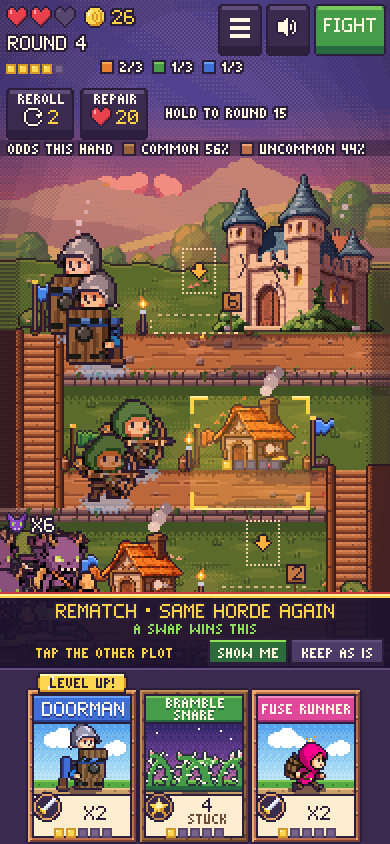 26
FIGHT
ROUND 4
2/3 1/3 1/3
REROLL
2
REPAIR
20
HOLD TO ROUND 15
ODDS THIS HAND COMMON 56% UNCOMMON 44%
6
X6
2
REMATCH • SAME HORDE AGAIN
A SWAP WINS THIS
TAP THE OTHER PLOT
SHOW ME
KEEP AS IS
LEVEL UP!
DOORMAN
X2
BRAMBLE
SNARE
4
STUCK
FUSE RUNNER
X2